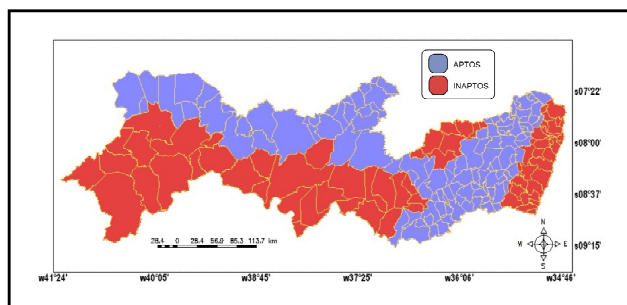 APTOS
INAPTOS
s07°22'
s08°00'
s08°37'
s09°15'
28.4 0 28.4 56.9 85.3 113.7 km
N
W E
S
w41°24' w40°05' w38°45' w37°25' w36°06' w34°46'